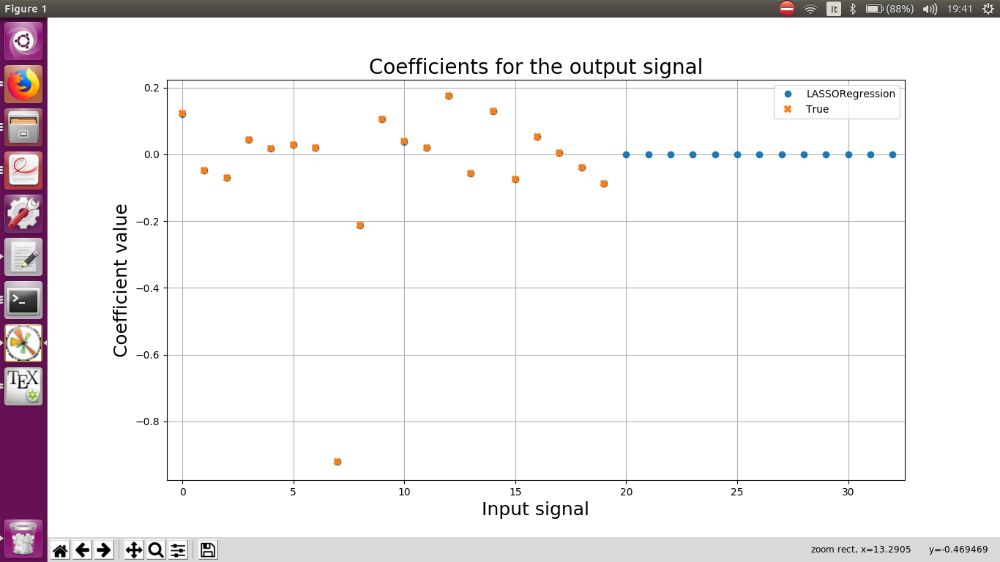 Figure 1
It
(88%)
19:41
Coefficients for the output signal
LASSORegression
True
0.2
0.0
−0.2
−0.4
−0.6
−0.8
Coefficient value
0 5 10 15 20 25 30
Input signal
TEX
>_
zoom rect, x=13.2905 y=-0.469469